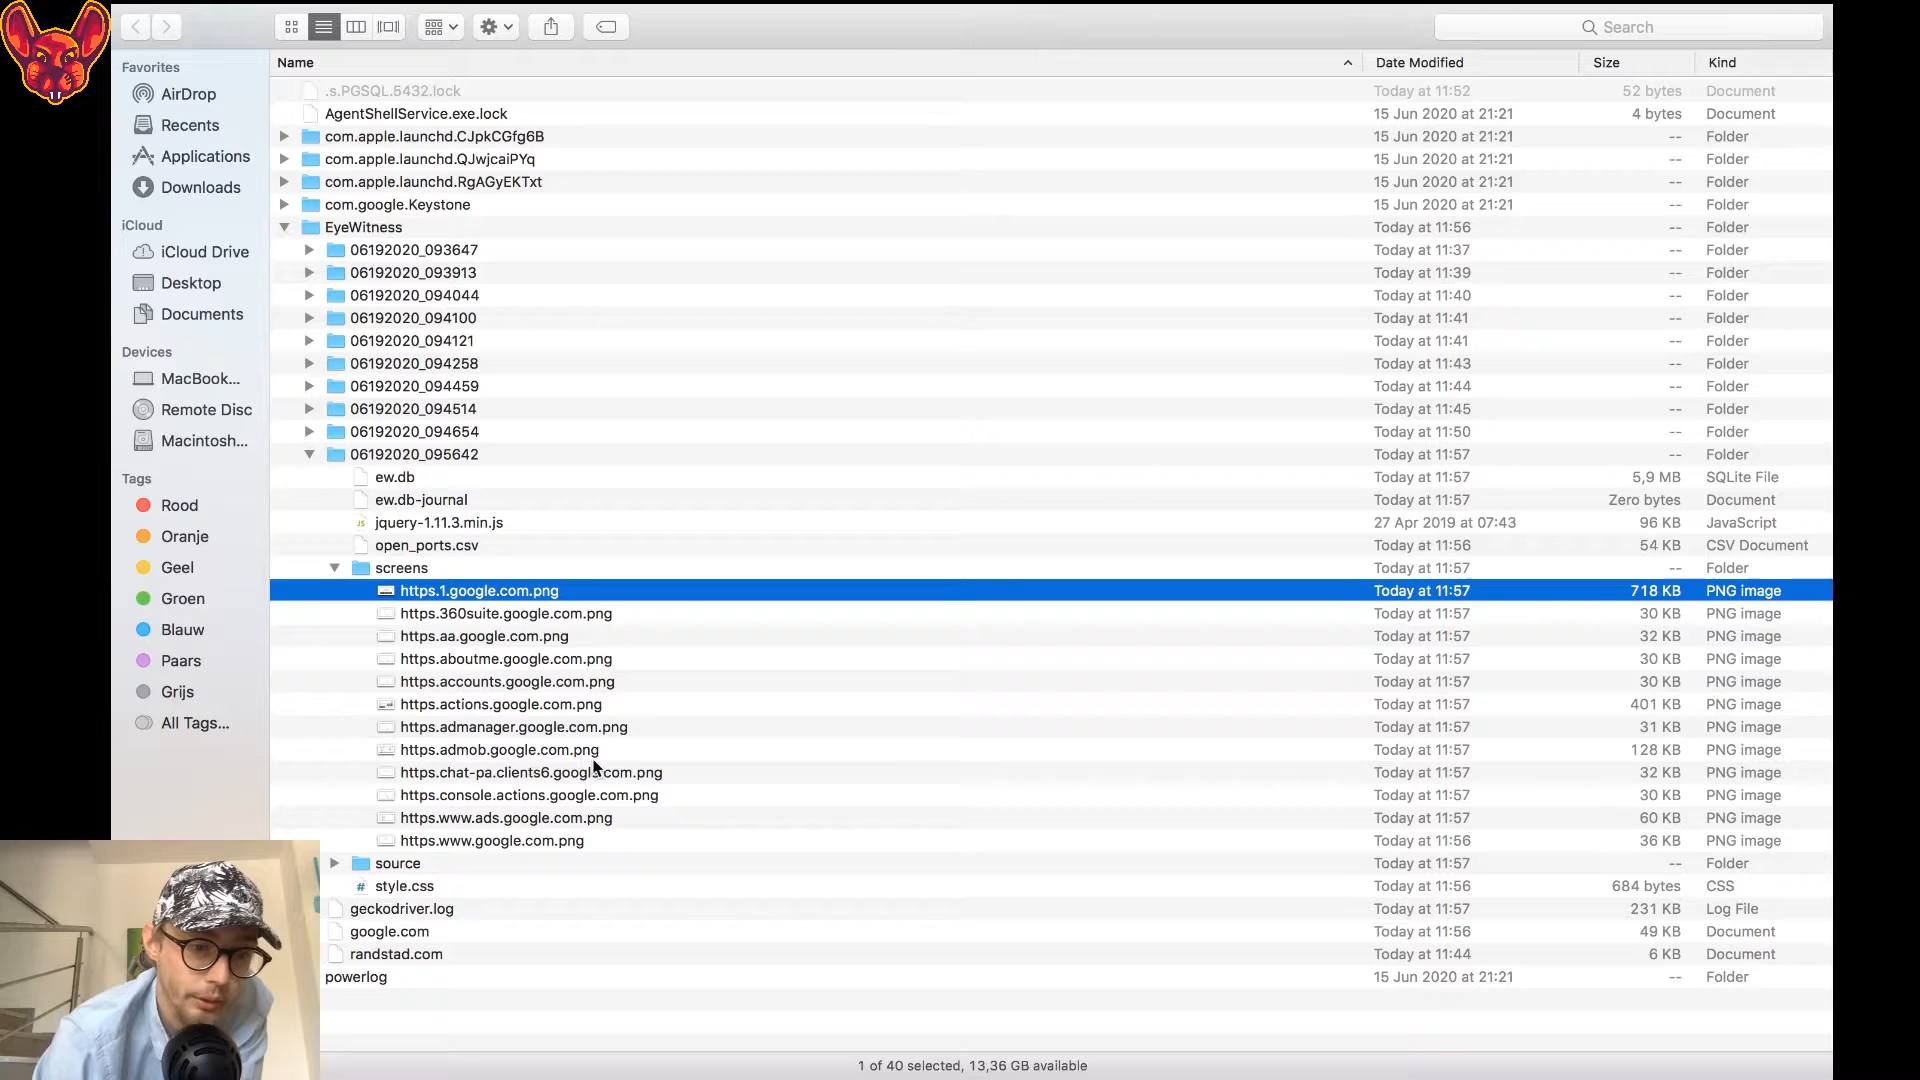 Search
Name Date Modified Size Kind
Favorites
AirDrop
Recents
Applications
Downloads
iCloud
iCloud Drive
Desktop
Documents
Devices
MacBook...
Remote Disc
Macintosh...
Tags
Rood
Oranje
Geel
Groen
Blauw
Paars
Grijs
All Tags...
.s.PGSQL.5432.lock Today at 11:52 52 bytes Document
AgentShellService.exe.lock 15 Jun 2020 at 21:21 4 bytes Document
com.apple.launchd.CJpkCGfg6B 15 Jun 2020 at 21:21 -- Folder
com.apple.launchd.QJwjcaiPYq 15 Jun 2020 at 21:21 -- Folder
com.apple.launchd.RgAGyEKTxt 15 Jun 2020 at 21:21 -- Folder
com.google.Keystone 15 Jun 2020 at 21:21 -- Folder
EyeWitness Today at 11:56 -- Folder
06192020_093647 Today at 11:37 -- Folder
06192020_093913 Today at 11:39 -- Folder
06192020_094044 Today at 11:40 -- Folder
06192020_094100 Today at 11:41 -- Folder
06192020_094121 Today at 11:41 -- Folder
06192020_094258 Today at 11:43 -- Folder
06192020_094459 Today at 11:44 -- Folder
06192020_094514 Today at 11:45 -- Folder
06192020_094654 Today at 11:50 -- Folder
06192020_095642 Today at 11:57 -- Folder
ew.db Today at 11:57 5,9 MB SQLite File
ew.db-journal Today at 11:57 Zero bytes Document
JS jquery-1.11.3.min.js 27 Apr 2019 at 07:43 96 KB JavaScript
open_ports.csv Today at 11:56 54 KB CSV Document
screens Today at 11:57 -- Folder
https.1.google.com.png Today at 11:57 718 KB PNG image
https.360suite.google.com.png Today at 11:57 30 KB PNG image
https.aa.google.com.png Today at 11:57 32 KB PNG image
https.aboutme.google.com.png Today at 11:57 30 KB PNG image
https.accounts.google.com.png Today at 11:57 30 KB PNG image
https.actions.google.com.png Today at 11:57 401 KB PNG image
https.admanager.google.com.png Today at 11:57 31 KB PNG image
https.admob.google.com.png Today at 11:57 128 KB PNG image
https.chat-pa.clients6.google.com.png Today at 11:57 32 KB PNG image
https.console.actions.google.com.png Today at 11:57 30 KB PNG image
https.www.ads.google.com.png Today at 11:57 60 KB PNG image
https.www.google.com.png Today at 11:56 36 KB PNG image
source Today at 11:57 -- Folder
# style.css Today at 11:56 684 bytes CSS
geckodriver.log Today at 11:57 231 KB Log File
google.com Today at 11:56 49 KB Document
randstad.com Today at 11:44 6 KB Document
powerlog 15 Jun 2020 at 21:21 -- Folder
1 of 40 selected, 13,36 GB available